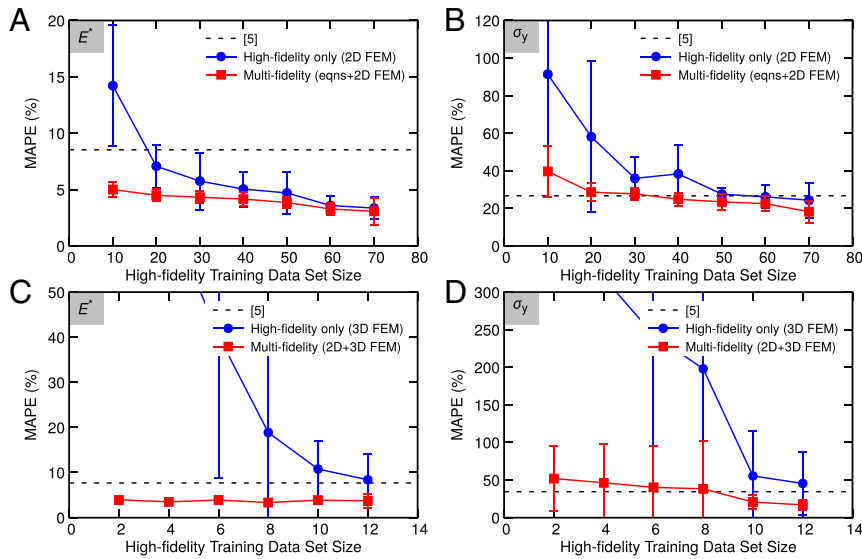 A
E*
[5]
High-fidelity only (2D FEM)
Multi-fidelity (eqns+2D FEM)
MAPE (%)
20
15
10
5
0
0 10 20 30 40 50 60 70 80
High-fidelity Training Data Set Size
B
σy
[5]
High-fidelity only (2D FEM)
Multi-fidelity (eqns+2D FEM)
MAPE (%)
120
100
80
60
40
20
0
0 10 20 30 40 50 60 70 80
High-fidelity Training Data Set Size
C
E*
[5]
High-fidelity only (3D FEM)
Multi-fidelity (2D+3D FEM)
MAPE (%)
50
40
30
20
10
0
0 2 4 6 8 10 12 14
High-fidelity Training Data Set Size
D
σy
[5]
High-fidelity only (3D FEM)
Multi-fidelity (2D+3D FEM)
MAPE (%)
300
250
200
150
100
50
0
0 2 4 6 8 10 12 14
High-fidelity Training Data Set Size